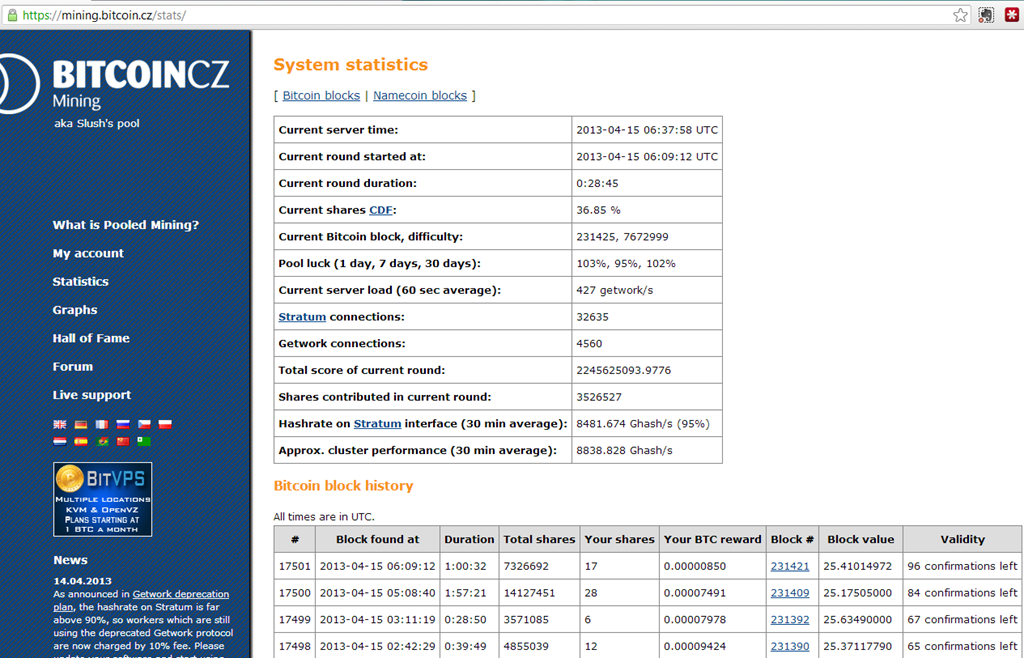 https://mining.bitcoin.cz/stats/
BITCOINCZ
Mining
aka Slush's pool
What is Pooled Mining?
My account
Statistics
Graphs
Hall of Fame
Forum
Live support
BITVPS
MULTIPLE LOCATIONS
KVM & OPENVZ
PLANS STARTING AT
1 BTC A MONTH
News
14.04.2013
As announced in Getwork deprecation
plan, the hashrate on Stratum is far
above 90%, so workers which are still
using the deprecated Getwork protocol
are now charged by 10% fee. Please
update your software and start using
System statistics
[ Bitcoin blocks | Namecoin blocks ]
Current server time: 2013-04-15 06:37:58 UTC
Current round started at: 2013-04-15 06:09:12 UTC
Current round duration: 0:28:45
Current shares CDF: 36.85 %
Current Bitcoin block, difficulty: 231425, 7672999
Pool luck (1 day, 7 days, 30 days): 103%, 95%, 102%
Current server load (60 sec average): 427 getwork/s
Stratum connections: 32635
Getwork connections: 4560
Total score of current round: 2245625093.9776
Shares contributed in current round: 3526527
Hashrate on Stratum interface (30 min average): 8481.674 Ghash/s (95%)
Approx. cluster performance (30 min average): 8838.828 Ghash/s
Bitcoin block history
All times are in UTC.
# Block found at Duration Total shares Your shares Your BTC reward Block # Block value Validity
17501 2013-04-15 06:09:12 1:00:32 7326692 17 0.00000850 231421 25.41014972 96 confirmations left
17500 2013-04-15 05:08:40 1:57:21 14127451 28 0.00007491 231409 25.17505000 84 confirmations left
17499 2013-04-15 03:11:19 0:28:50 3571085 6 0.00007978 231392 25.63490000 67 confirmations left
17498 2013-04-15 02:42:29 0:39:49 4855039 12 0.00009424 231390 25.37117790 65 confirmations left